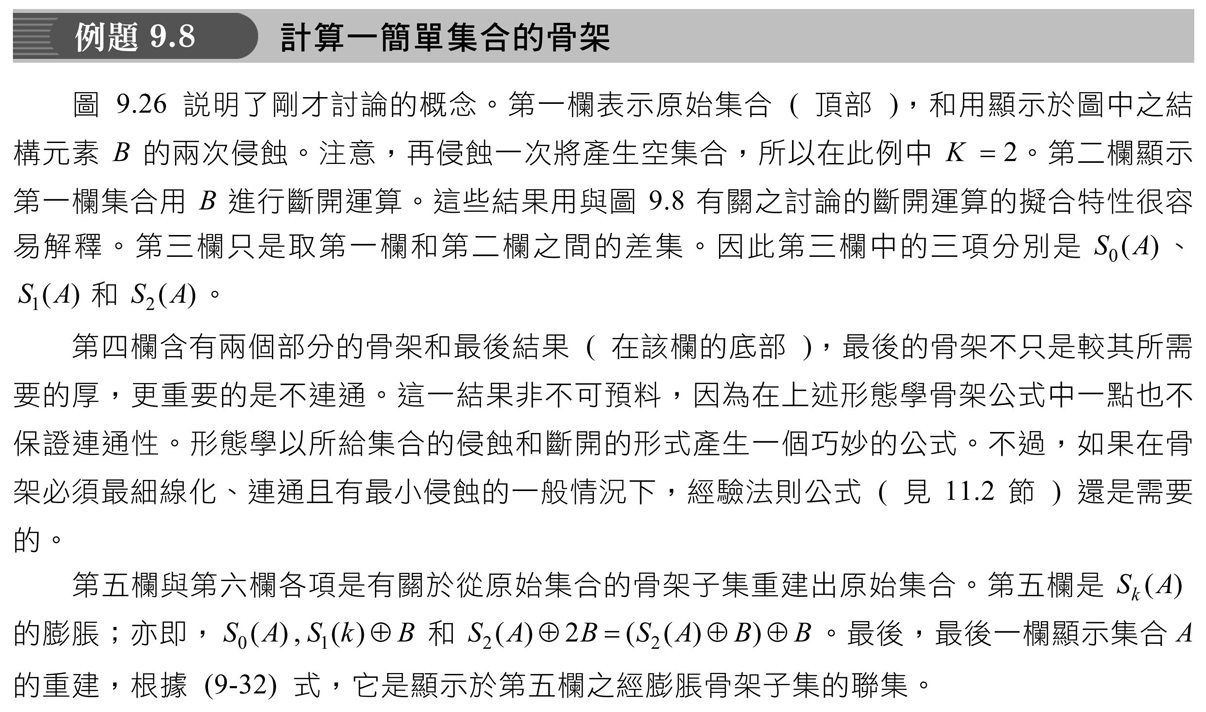 例題 9.8 計算一簡單集合的骨架
圖 9.26 説明了剛才討論的概念。第一欄表示原始集合 ( 頂部 )，和用顯示於圖中之結
構元素 B 的兩次侵蝕。注意，再侵蝕一次將產生空集合，所以在此例中 K = 2。第二欄顯示
第一欄集合用 B 進行斷開運算。這些結果用與圖 9.8 有關之討論的斷開運算的擬合特性很容
易解釋。第三欄只是取第一欄和第二欄之間的差集。因此第三欄中的三項分別是 S₀(A)、
S₁(A) 和 S₂(A)。
第四欄含有兩個部分的骨架和最後結果 ( 在該欄的底部 )，最後的骨架不只是較其所需
要的厚，更重要的是不連通。這一結果非不可預料，因為在上述形態學骨架公式中一點也不
保證連通性。形態學以所給集合的侵蝕和斷開的形式產生一個巧妙的公式。不過，如果在骨
架必須最細線化、連通且有最小侵蝕的一般情況下，經驗法則公式 ( 見 11.2 節 ) 還是需要
的。
第五欄與第六欄各項是有關於從原始集合的骨架子集重建出原始集合。第五欄是 Sₖ(A)
的膨脹；亦即，S₀(A), S₁(k)⊕B 和 S₂(A)⊕2B=(S₂(A)⊕B)⊕B。最後，最後一欄顯示集合 A
的重建，根據 (9-32) 式，它是顯示於第五欄之經膨脹骨架子集的聯集。